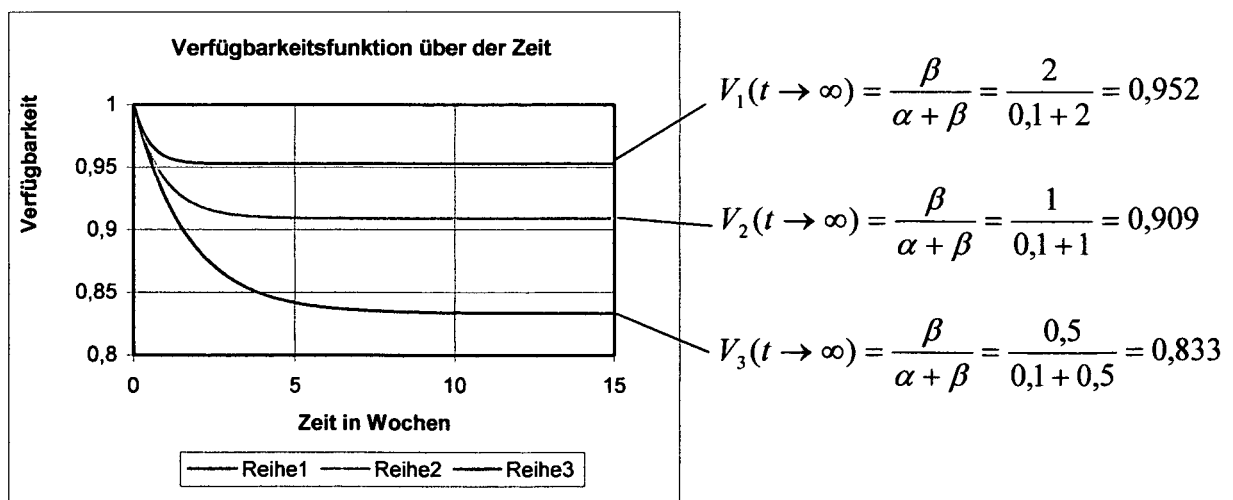 Verfügbarkeitsfunktion über der Zeit
Verfügbarkeit
1
0,95
0,9
0,85
0,8
0
5
10
15
Zeit in Wochen
Reihe1 Reihe2 Reihe3
V₁(t → ∞) = β/(α + β) = 2/(0,1 + 2) = 0,952
V₂(t → ∞) = β/(α + β) = 1/(0,1 + 1) = 0,909
V₃(t → ∞) = β/(α + β) = 0,5/(0,1 + 0,5) = 0,833